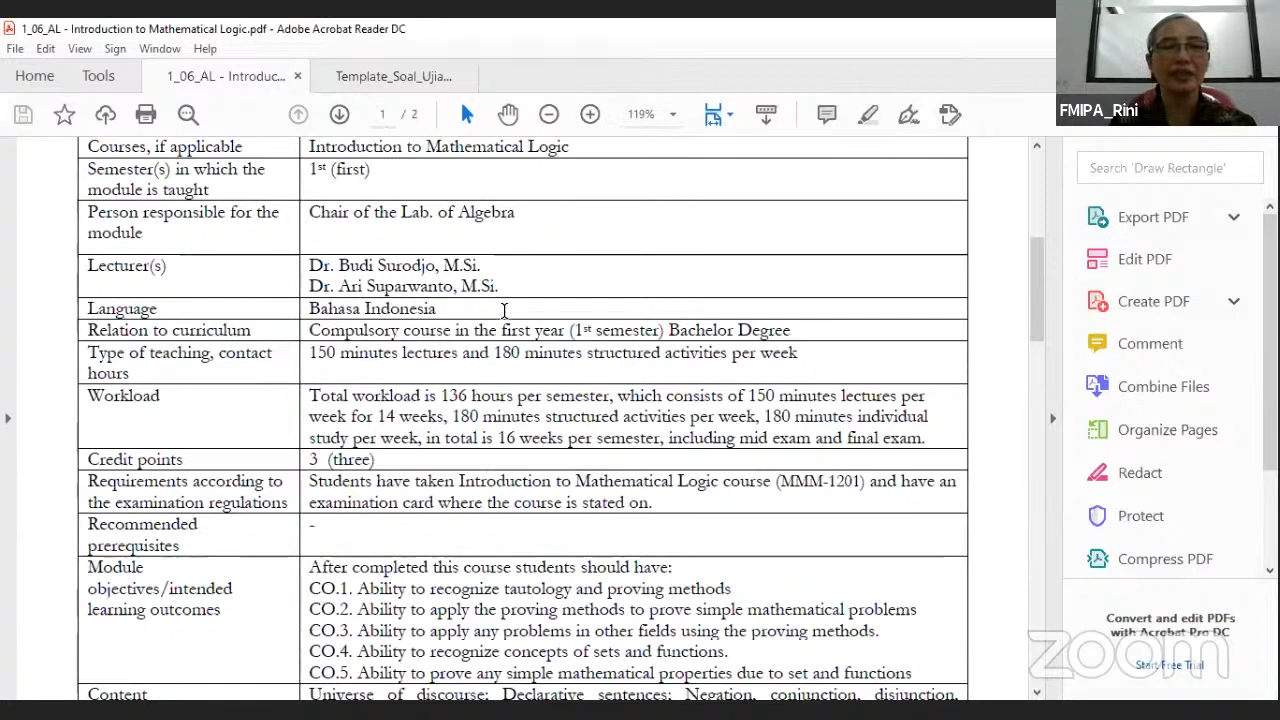 1_06_AL - Introduction to Mathematical Logic.pdf - Adobe Acrobat Reader DC
File Edit View Sign Window Help
Home Tools 1_06_AL - Introduc... × Template_Soal_Ujia...
1 / 2 119%
FMIPA_Rini
Courses, if applicable Introduction to Mathematical Logic
Semester(s) in which the 1st (first)
module is taught
Person responsible for the Chair of the Lab. of Algebra
module
Lecturer(s) Dr. Budi Surodjo, M.Si.
Dr. Ari Suparwanto, M.Si.
Language Bahasa Indonesia
Relation to curriculum Compulsory course in the first year (1st semester) Bachelor Degree
Type of teaching, contact 150 minutes lectures and 180 minutes structured activities per week
hours
Workload Total workload is 136 hours per semester, which consists of 150 minutes lectures per
week for 14 weeks, 180 minutes structured activities per week, 180 minutes individual
study per week, in total is 16 weeks per semester, including mid exam and final exam.
Credit points 3 (three)
Requirements according to Students have taken Introduction to Mathematical Logic course (MMM-1201) and have an
the examination regulations examination card where the course is stated on.
Recommended -
prerequisites
Module After completed this course students should have:
objectives/intended CO.1. Ability to recognize tautology and proving methods
learning outcomes CO.2. Ability to apply the proving methods to prove simple mathematical problems
CO.3. Ability to apply any problems in other fields using the proving methods.
CO.4. Ability to recognize concepts of sets and functions.
CO.5. Ability to prove any simple mathematical properties due to set and functions
Content Universe of discourse; Declarative sentences; Negation, conjunction, disjunction,
Search 'Draw Rectangle'
Export PDF
Edit PDF
Create PDF
Comment
Combine Files
Organize Pages
Redact
Protect
Compress PDF
Convert and edit PDFs
with Acrobat Pro DC
Start Free Trial
zoom